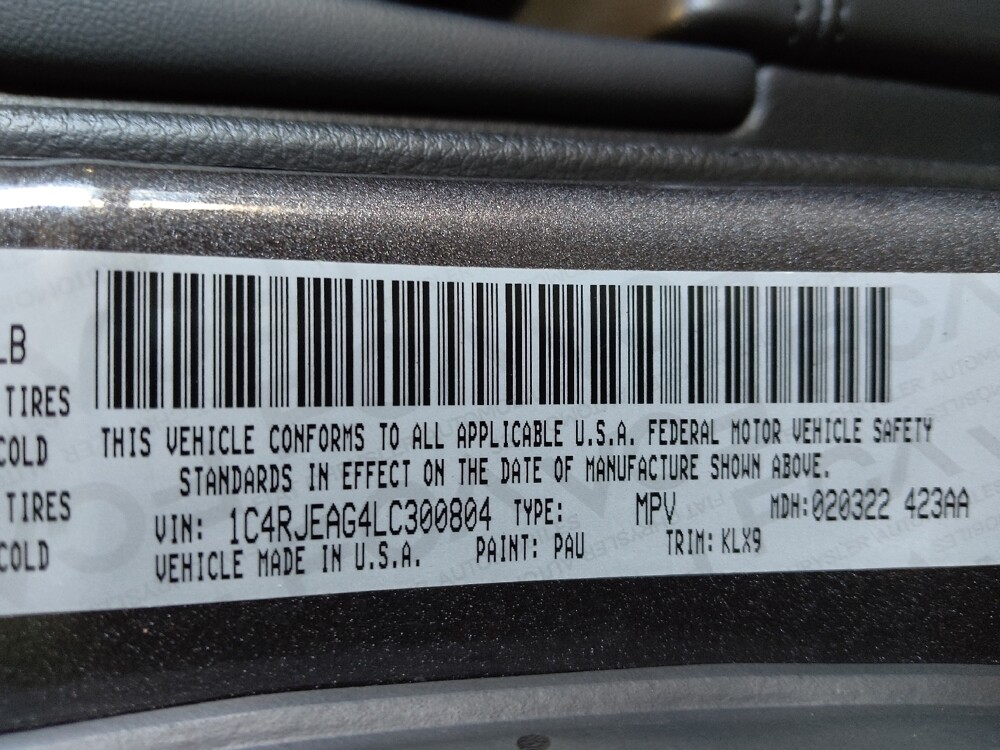 LB
TIRES
COLD
TIRES
COLD
THIS VEHICLE CONFORMS TO ALL APPLICABLE U.S.A. FEDERAL MOTOR VEHICLE SAFETY
STANDARDS IN EFFECT ON THE DATE OF MANUFACTURE SHOWN ABOVE.
VIN: 1C4RJEAG4LC300804 TYPE: MPV MDH:020322 423AA
VEHICLE MADE IN U.S.A. PAINT: PAU TRIM: KLX9